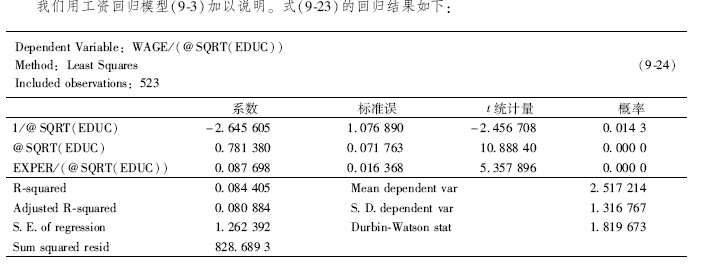 我们用工资回归模型(9-3)加以说明。式(9-23)的回归结果如下:
Dependent Variable: WAGE/(@SQRT(EDUC))
Method: Least Squares (9-24)
Included observations: 523
系数 标准误 t统计量 概率
1/@SQRT(EDUC) -2.645 605 1.076 890 -2.456 708 0.014 3
@SQRT(EDUC) 0.781 380 0.071 763 10.888 40 0.000 0
EXPER/(@SQRT(EDUC)) 0.087 698 0.016 368 5.357 896 0.000 0
R-squared 0.084 405 Mean dependent var 2.517 214
Adjusted R-squared 0.080 884 S. D. dependent var 1.316 767
S. E. of regression 1.262 392 Durbin-Watson stat 1.819 673
Sum squared resid 828.689 3